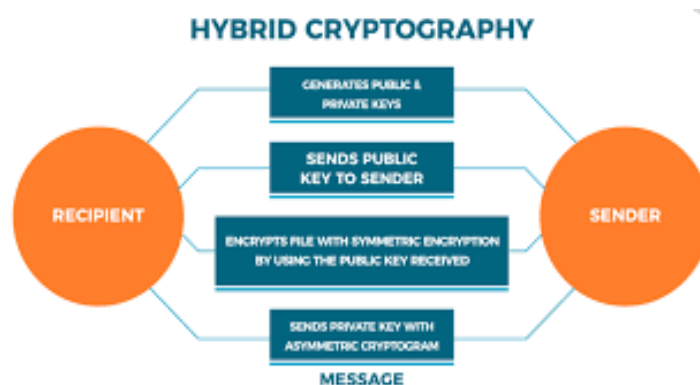 HYBRID CRYPTOGRAPHY
GENERATES PUBLIC &
PRIVATE KEYS
SENDS PUBLIC
KEY TO SENDER
RECIPIENT
SENDER
ENCRYPTS FILE WITH SYMMETRIC ENCRYPTION
BY USING THE PUBLIC KEY RECEIVED
SENDS PRIVATE KEY WITH
ASYMMETRIC CRYPTOGRAM
MESSAGE